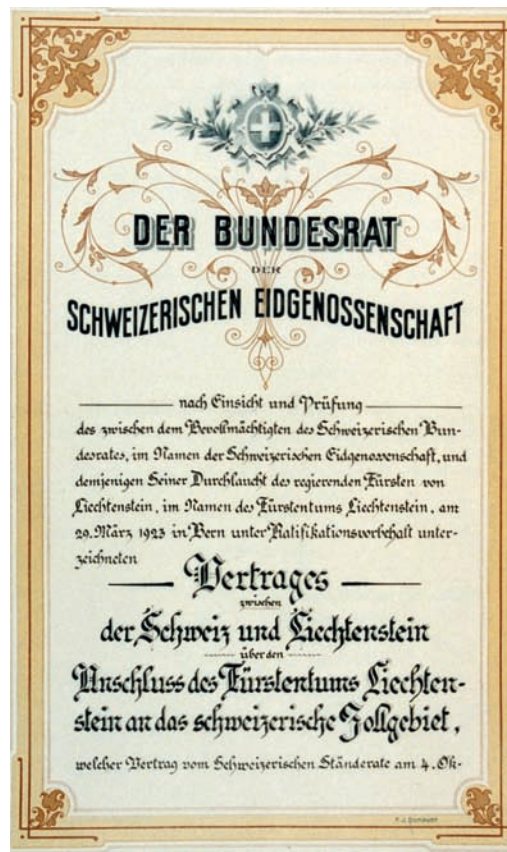 DER BUNDESRAT
DER
SCHWEIZERISCHEN EIDGENOSSENSCHAFT
nach Einsicht und Prüfung
des zwischen dem Bevollmächtigten des Schweizerischen Bun-
desrates, im Namen der Schweizerischen Eidgenossenschaft, und
demjenigen Seiner Durchlaucht des regierenden Fürsten von
Liechtenstein, im Namen des Fürstentums Liechtenstein, am
29. März 1923 in Bern unter Ratifikationsvorbehalt unter-
zeichneten
Vertrages
zwischen
der Schweiz und Liechtenstein
über den
Anschluss des Fürstentums Liechten-
stein an das schweizerische Zollgebiet,
welcher Vertrag vom Schweizerischen Ständerate am 4. Ok-